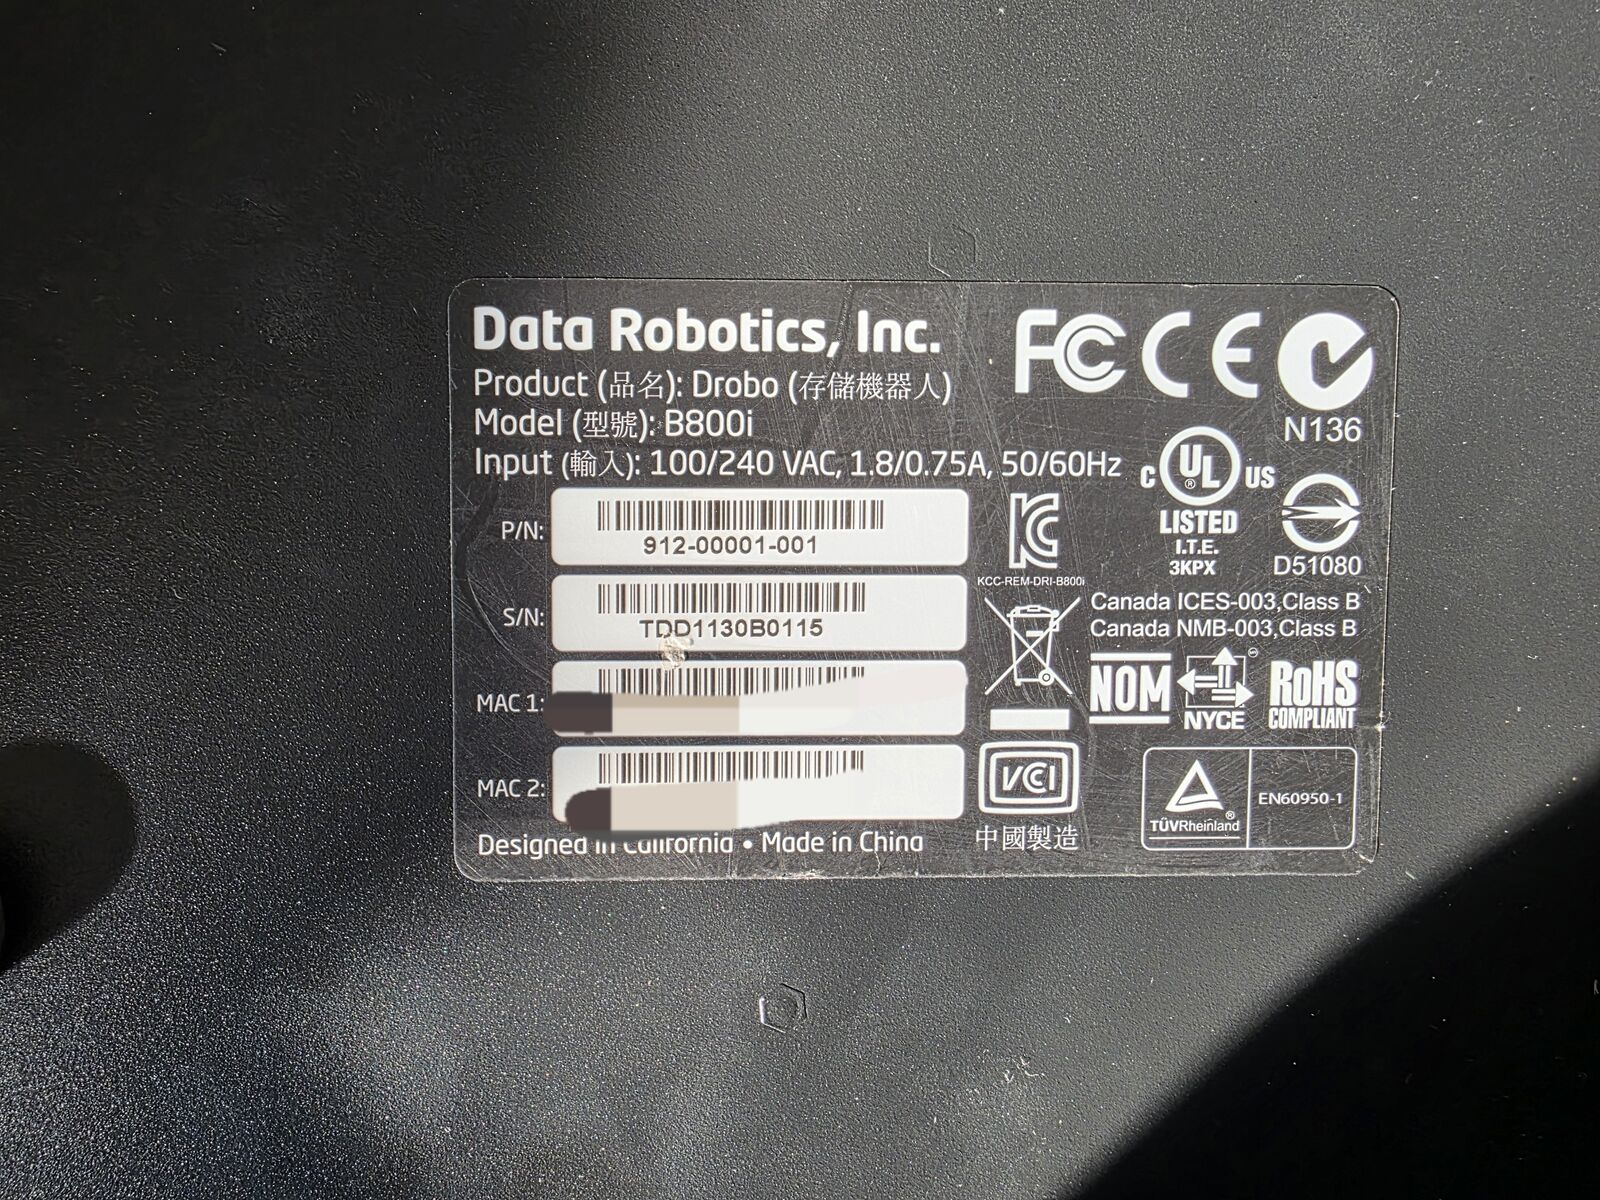 Data Robotics, Inc.
Product (品名): Drobo (存儲機器人)
Model (型號): B800i
Input (輸入): 100/240 VAC, 1.8/0.75A, 50/60Hz
P/N:
912-00001-001
S/N:
TDD1130B0115
MAC 1:
MAC 2:
Designed in California • Made in China
FC CE
N136
C UL® US
LISTED
I.T.E.
3KPX
D51080
KC
KCC-REM-DRI-B800i
Canada ICES-003,Class B
Canada NMB-003,Class B
NOM
NYCE
RoHS
COMPLIANT
VCCI
中國製造
TÜVRheinland®
EN60950-1